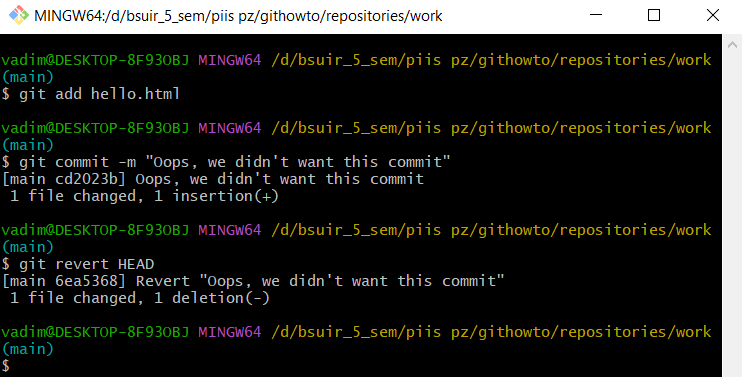 MINGW64:/d/bsuir_5_sem/piis pz/githowto/repositories/work
vadim@DESKTOP-8F93OBJ MINGW64 /d/bsuir_5_sem/piis pz/githowto/repositories/work
(main)
$ git add hello.html
vadim@DESKTOP-8F93OBJ MINGW64 /d/bsuir_5_sem/piis pz/githowto/repositories/work
(main)
$ git commit -m "Oops, we didn't want this commit"
[main cd2023b] Oops, we didn't want this commit
 1 file changed, 1 insertion(+)
vadim@DESKTOP-8F93OBJ MINGW64 /d/bsuir_5_sem/piis pz/githowto/repositories/work
(main)
$ git revert HEAD
[main 6ea5368] Revert "Oops, we didn't want this commit"
 1 file changed, 1 deletion(-)
vadim@DESKTOP-8F93OBJ MINGW64 /d/bsuir_5_sem/piis pz/githowto/repositories/work
(main)
$